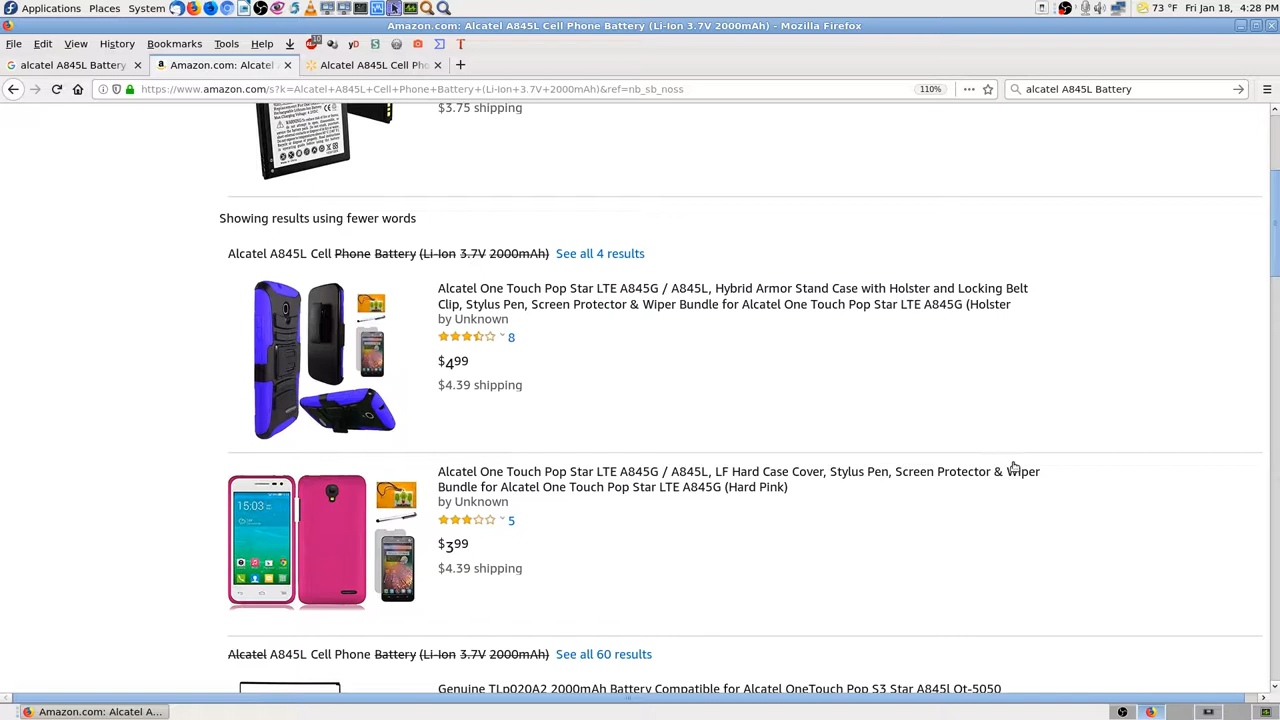 Applications Places System 73 °F Fri Jan 18, 4:28 PM
Amazon.com: Alcatel A845L Cell Phone Battery (Li-Ion 3.7V 2000mAh) - Mozilla Firefox
File Edit View History Bookmarks Tools Help
alcatel A845L Battery
Amazon.com: Alcatel
Alcatel A845L Cell Pho
https://www.amazon.com/s?k=Alcatel+A845L+Cell+Phone+Battery+(Li-Ion+3.7V+2000mAh)&ref=nb_sb_noss
110%
alcatel A845L Battery
$3.75 shipping
Showing results using fewer words
Alcatel A845L Cell Phone Battery (Li-Ion 3.7V 2000mAh) See all 4 results
Alcatel One Touch Pop Star LTE A845G / A845L, Hybrid Armor Stand Case with Holster and Locking Belt
Clip, Stylus Pen, Screen Protector & Wiper Bundle for Alcatel One Touch Pop Star LTE A845G (Holster
by Unknown
8
$4.99
$4.39 shipping
Alcatel One Touch Pop Star LTE A845G / A845L, LF Hard Case Cover, Stylus Pen, Screen Protector & Wiper
Bundle for Alcatel One Touch Pop Star LTE A845G (Hard Pink)
by Unknown
5
$3.99
$4.39 shipping
15:03
Alcatel A845L Cell Phone Battery (Li-Ion 3.7V 2000mAh) See all 60 results
Genuine TLp020A2 2000mAh Battery Compatible for Alcatel OneTouch Pop S3 Star A845l Ot-5050
Amazon.com: Alcatel A...